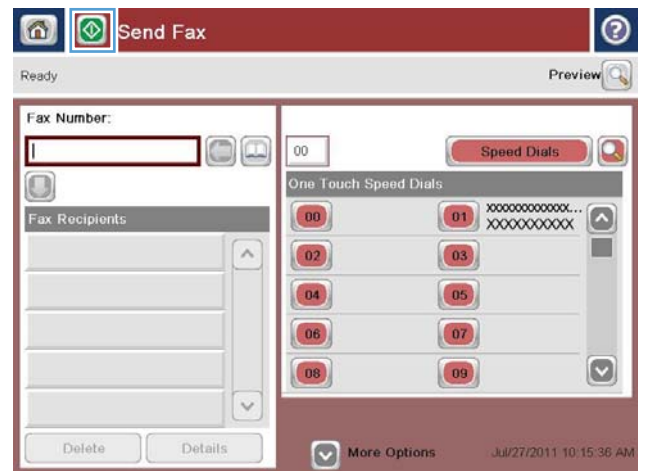 Send Fax
Ready
Preview
Fax Number:
00
Speed Dials
One Touch Speed Dials
Fax Recipients
00
01 XXXXXXXXXXXXX...
XXXXXXXXXX
02
03
04
05
06
07
08
09
Delete
Details
More Options
Jul/27/2011 10:15:36 AM